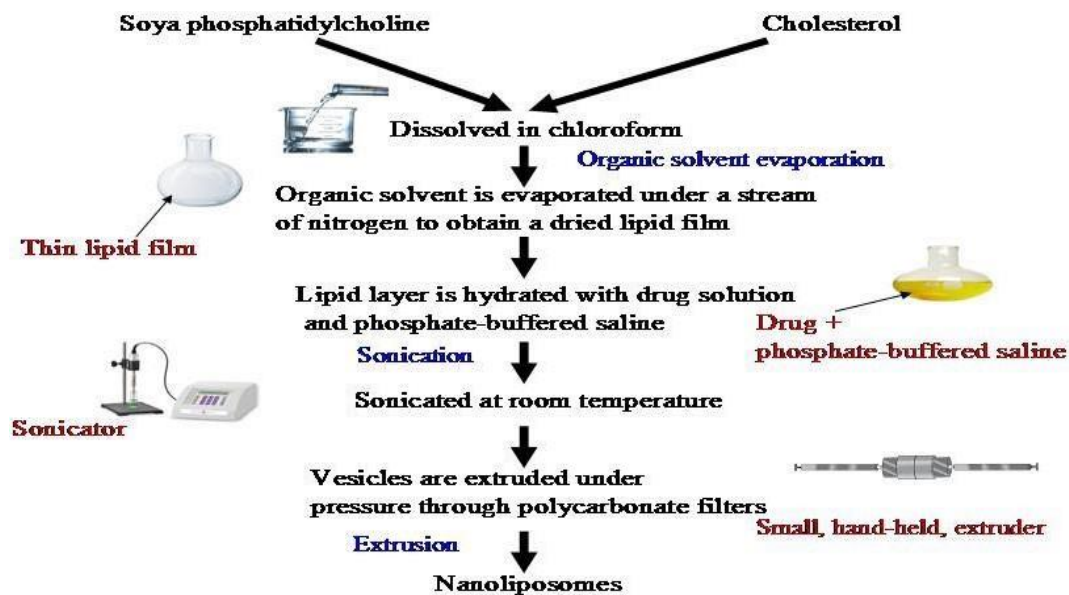 Soya phosphatidylcholine
Cholesterol
Dissolved in chloroform
Organic solvent evaporation
Organic solvent is evaporated under a stream
of nitrogen to obtain a dried lipid film
Thin lipid film
Lipid layer is hydrated with drug solution
and phosphate-buffered saline
Drug +
phosphate-buffered saline
Sonication
Sonicated at room temperature
Sonicator
Vesicles are extruded under
pressure through polycarbonate filters
Small, hand-held, extruder
Extrusion
Nanoliposomes